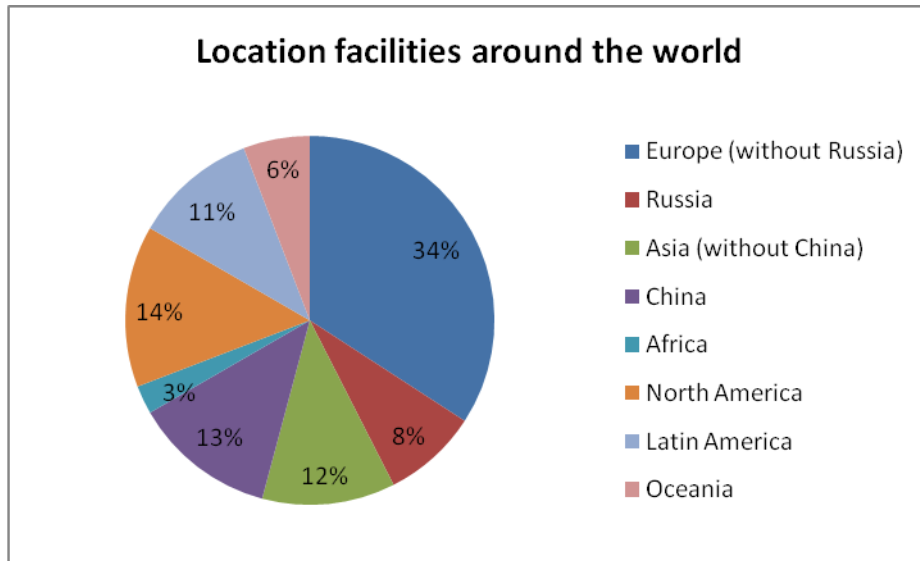 Location facilities around the world
6%
11%
34%
14%
3%
13%
12%
8%
Europe (without Russia)
Russia
Asia (without China)
China
Africa
North America
Latin America
Oceania